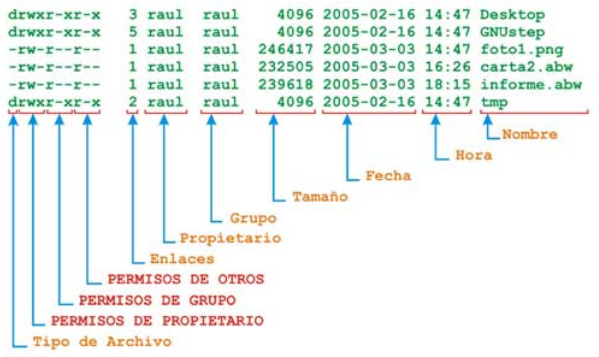 drwxr-xr-x 3 raul raul 4096 2005-02-16 14:47 Desktop
drwxr-xr-x 5 raul raul 4096 2005-02-16 14:47 GNUstep
-rw-r--r-- 1 raul raul 246417 2005-03-03 14:47 foto1.png
-rw-r--r-- 1 raul raul 232505 2005-03-03 16:26 carta2.abw
-rw-r--r-- 1 raul raul 239618 2005-03-03 18:15 informe.abw
drwxr-xr-x 2 raul raul 4096 2005-02-16 14:47 tmp
Nombre
Hora
Fecha
Tamaño
Grupo
Propietario
Enlaces
PERMISOS DE OTROS
PERMISOS DE GRUPO
PERMISOS DE PROPIETARIO
Tipo de Archivo